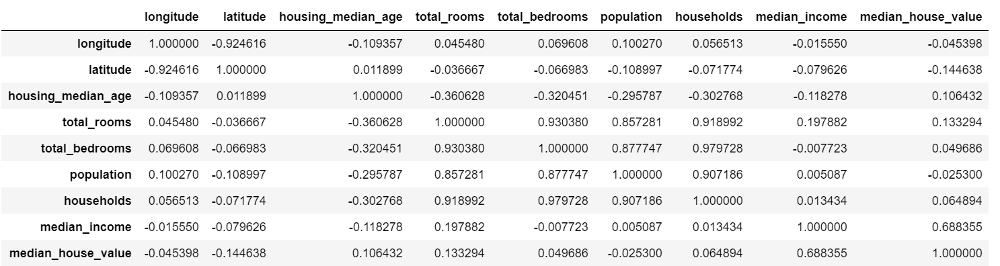 longitude latitude housing_median_age total_rooms total_bedrooms population households median_income median_house_value
longitude 1.000000 -0.924616 -0.109357 0.045480 0.069608 0.100270 0.056513 -0.015550 -0.045398
latitude -0.924616 1.000000 0.011899 -0.036667 -0.066983 -0.108997 -0.071774 -0.079626 -0.144638
housing_median_age -0.109357 0.011899 1.000000 -0.360628 -0.320451 -0.295787 -0.302768 -0.118278 0.106432
total_rooms 0.045480 -0.036667 -0.360628 1.000000 0.930380 0.857281 0.918992 0.197882 0.133294
total_bedrooms 0.069608 -0.066983 -0.320451 0.930380 1.000000 0.877747 0.979728 -0.007723 0.049686
population 0.100270 -0.108997 -0.295787 0.857281 0.877747 1.000000 0.907186 0.005087 -0.025300
households 0.056513 -0.071774 -0.302768 0.918992 0.979728 0.907186 1.000000 0.013434 0.064894
median_income -0.015550 -0.079626 -0.118278 0.197882 -0.007723 0.005087 0.013434 1.000000 0.688355
median_house_value -0.045398 -0.144638 0.106432 0.133294 0.049686 -0.025300 0.064894 0.688355 1.000000